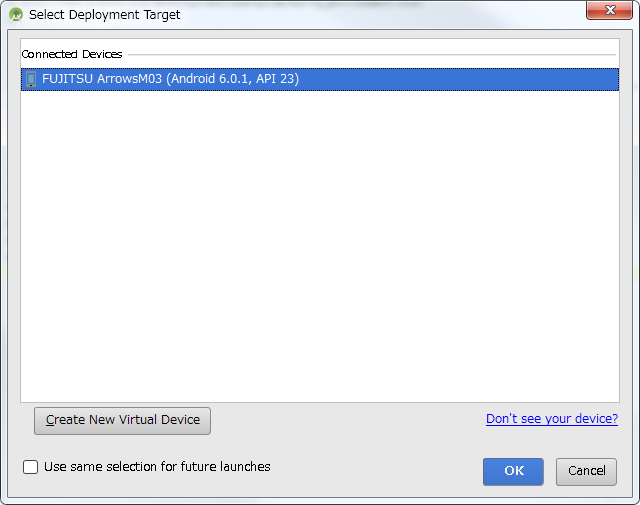 Select Deployment Target
Connected Devices
FUJITSU ArrowsM03 (Android 6.0.1, API 23)
Create New Virtual Device
Don't see your device?
Use same selection for future launches
OK
Cancel